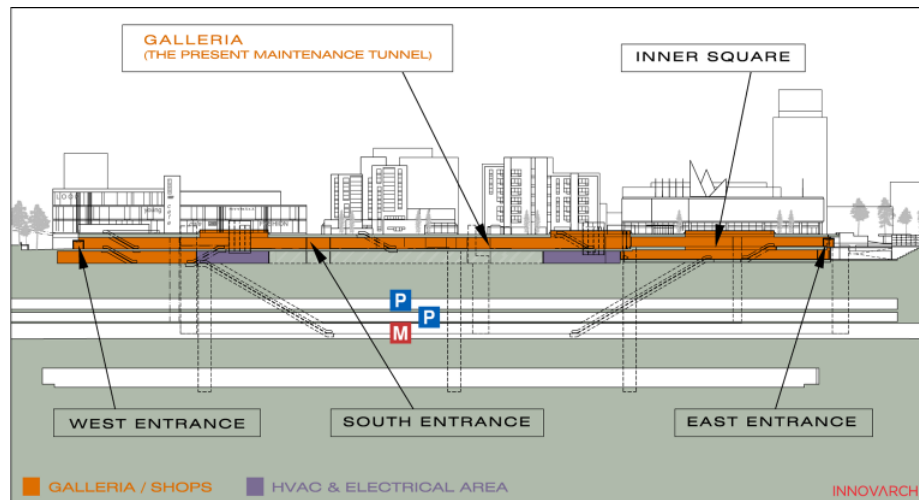 GALLERIA
(THE PRESENT MAINTENANCE TUNNEL)
INNER SQUARE
P
P
M
WEST ENTRANCE
SOUTH ENTRANCE
EAST ENTRANCE
GALLERIA / SHOPS
HVAC & ELECTRICAL AREA
INNOVARCH